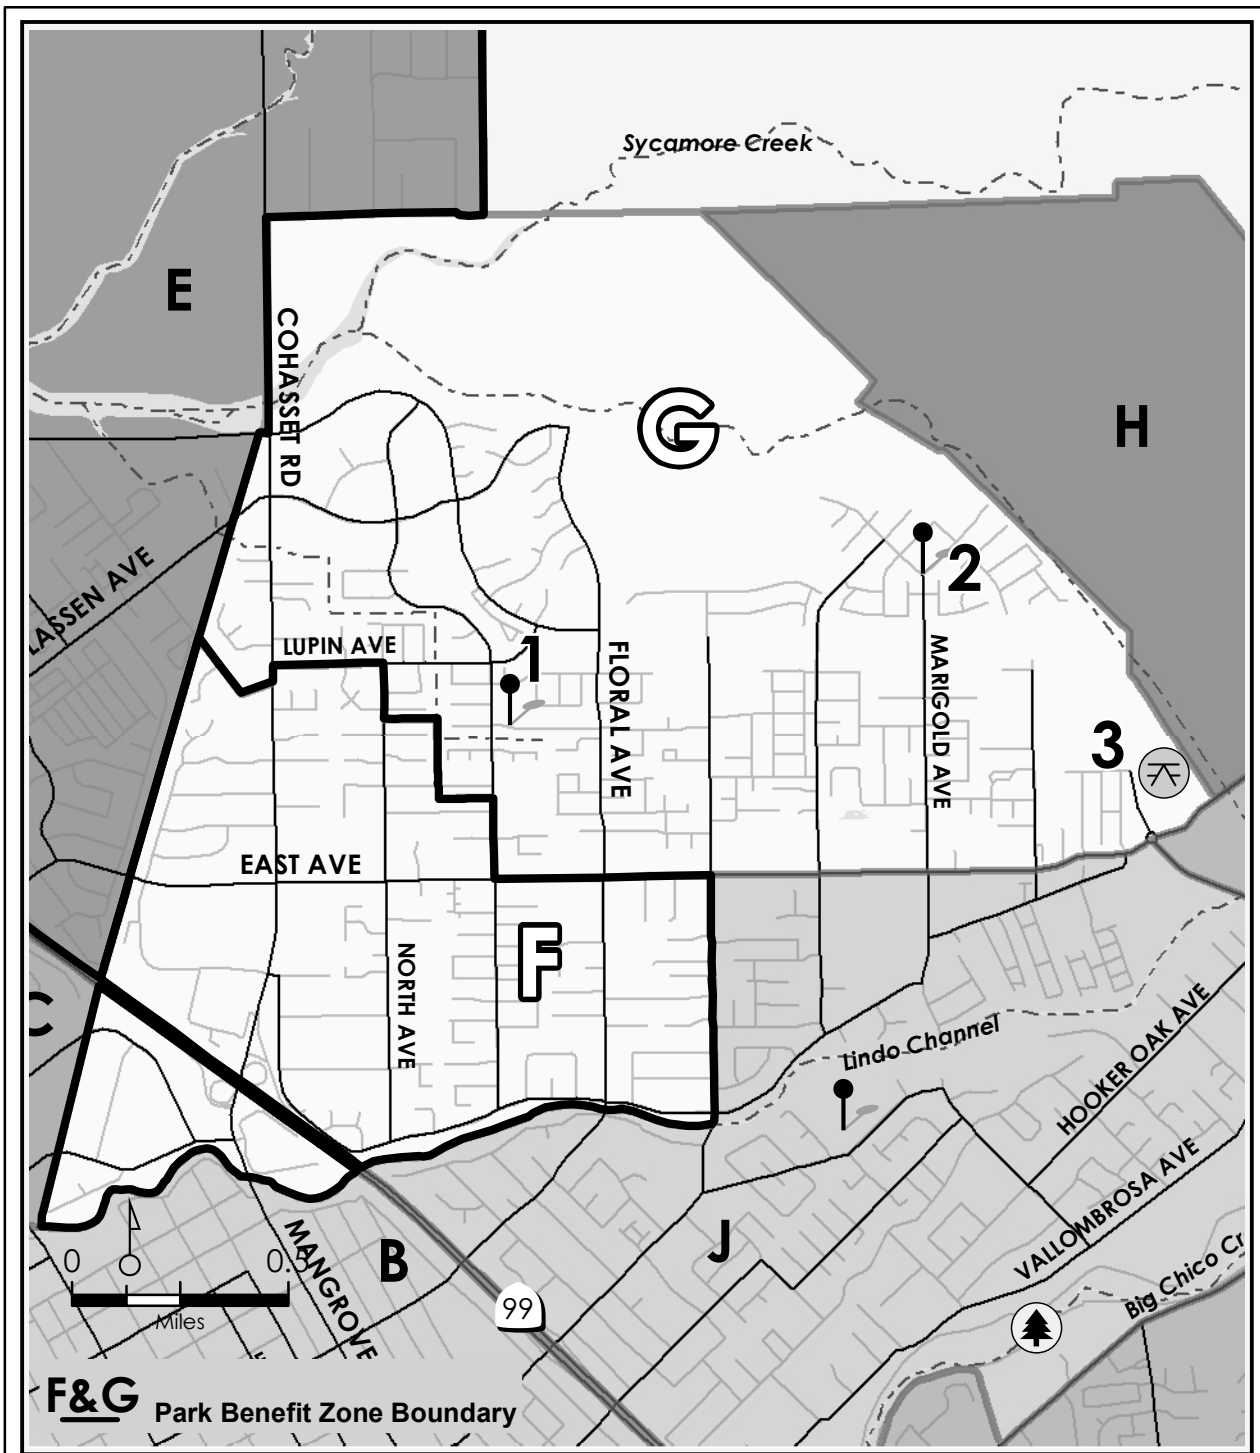 Sycamore Creek
E
COHASSET RD
G
H
LASSEN AVE
2
LUPIN AVE
1
FLORAL AVE
MARIGOLD AVE
3
EAST AVE
F
NORTH AVE
C
Lindo Channel
HOOKER OAK AVE
VALLOMBROSA AVE
J
MANGROVE
B
Big Chico Cr
0 0.5
Miles
99
F&G Park Benefit Zone Boundary